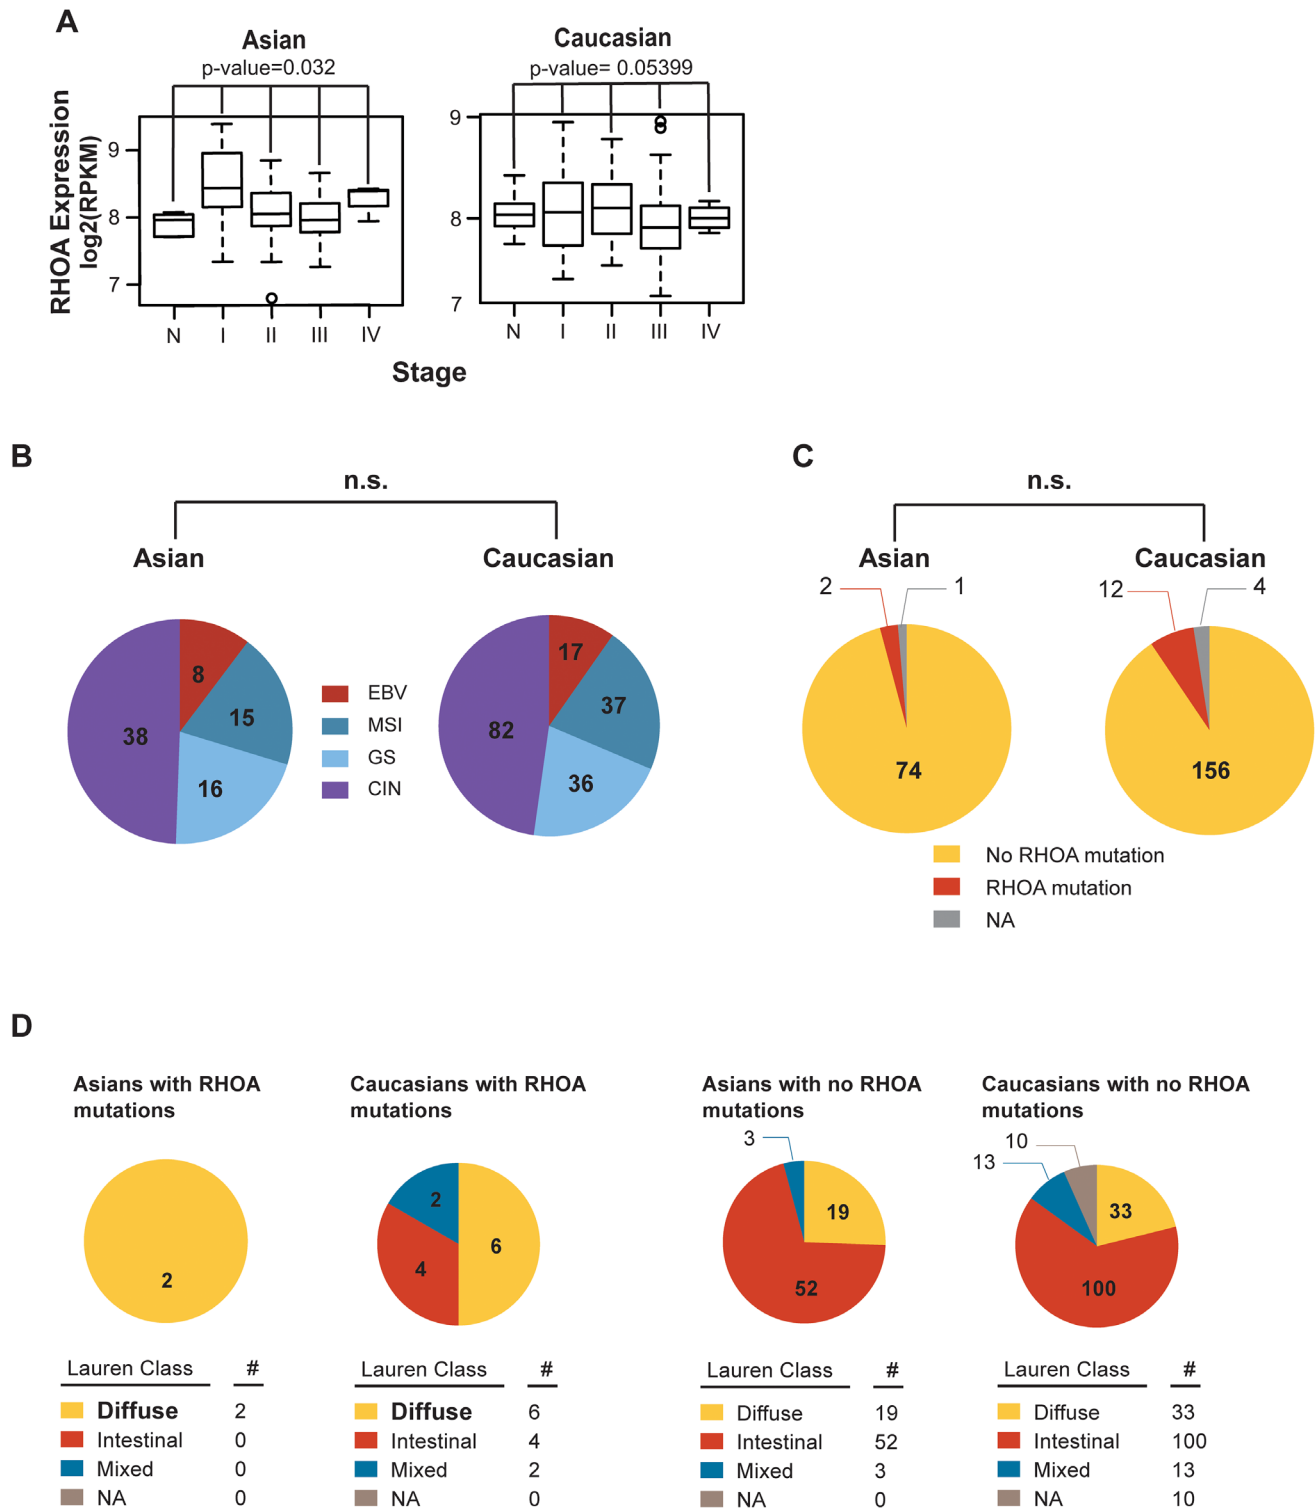 A
Asian
p-value=0.032
Caucasian
p-value= 0.05399
RHOA Expression
log2(RPKM)
9
8
7
9
8
7
N I II III IV
N I II III IV
Stage
B
n.s.
Asian
Caucasian
8
15
16
38
EBV
MSI
GS
CIN
17
37
36
82
C
n.s.
Asian
Caucasian
2
1
12
4
74
156
No RHOA mutation
RHOA mutation
NA
D
Asians with RHOA
mutations
Caucasians with RHOA
mutations
Asians with no RHOA
mutations
Caucasians with no RHOA
mutations
2
2
4
6
3
19
52
10
13
33
100
Lauren Class #
Diffuse 2
Intestinal 0
Mixed 0
NA 0
Lauren Class #
Diffuse 6
Intestinal 4
Mixed 2
NA 0
Lauren Class #
Diffuse 19
Intestinal 52
Mixed 3
NA 0
Lauren Class #
Diffuse 33
Intestinal 100
Mixed 13
NA 10